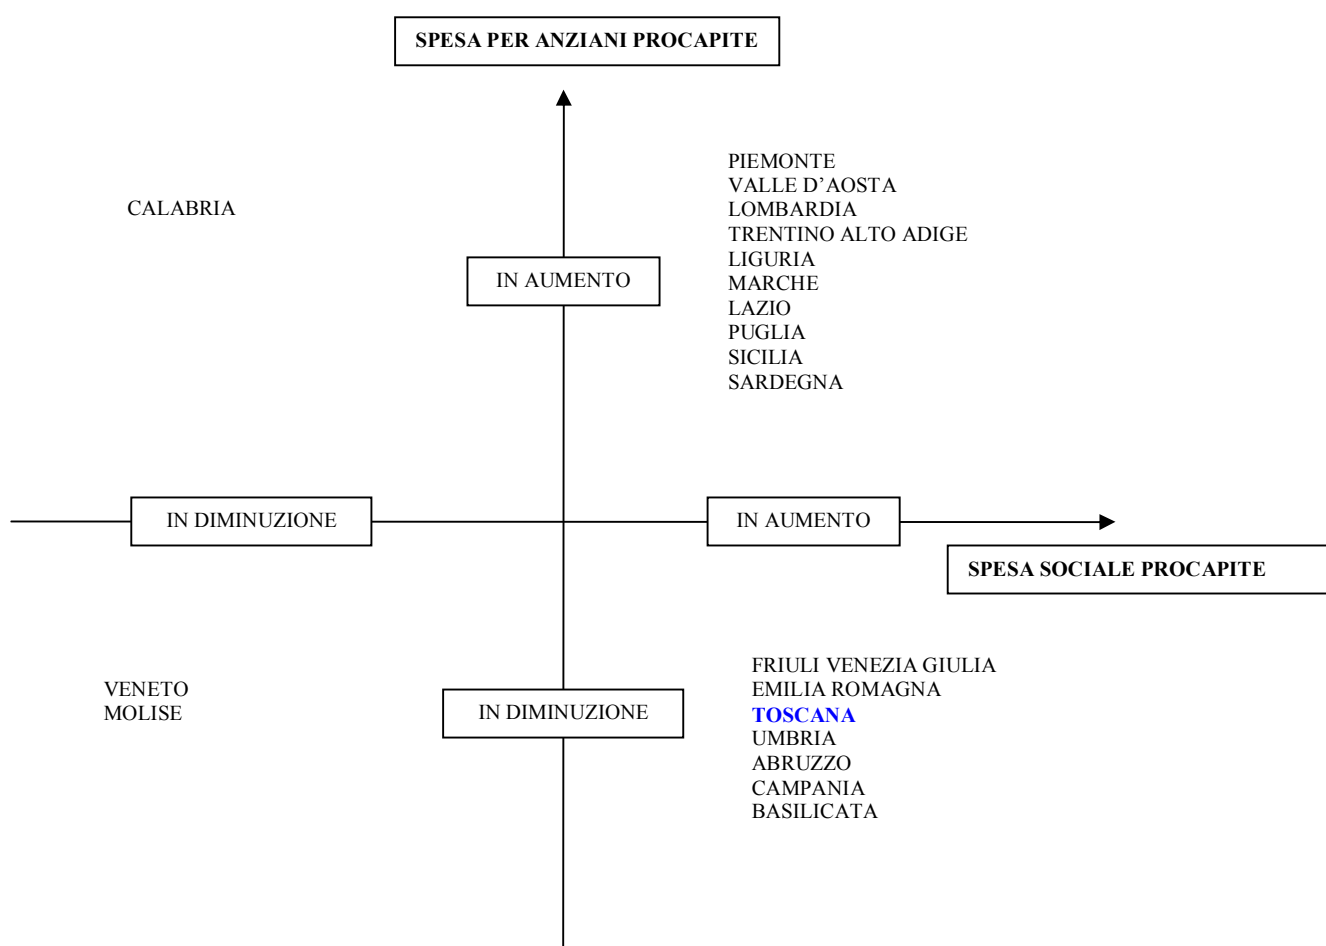 SPESA PER ANZIANI PROCAPITE
CALABRIA
PIEMONTE
VALLE D’AOSTA
LOMBARDIA
TRENTINO ALTO ADIGE
LIGURIA
MARCHE
LAZIO
PUGLIA
SICILIA
SARDEGNA
IN AUMENTO
IN DIMINUZIONE
IN AUMENTO
SPESA SOCIALE PROCAPITE
VENETO
MOLISE
IN DIMINUZIONE
FRIULI VENEZIA GIULIA
EMILIA ROMAGNA
TOSCANA
UMBRIA
ABRUZZO
CAMPANIA
BASILICATA